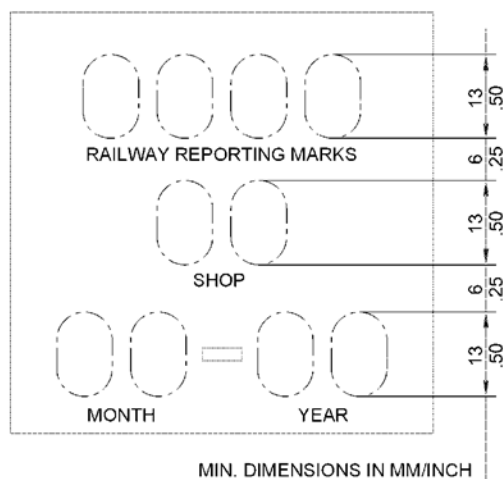 13
.50
RAILWAY REPORTING MARKS
6
.25
13
.50
SHOP
6
.25
13
.50
MONTH
YEAR
MIN. DIMENSIONS IN MM/INCH